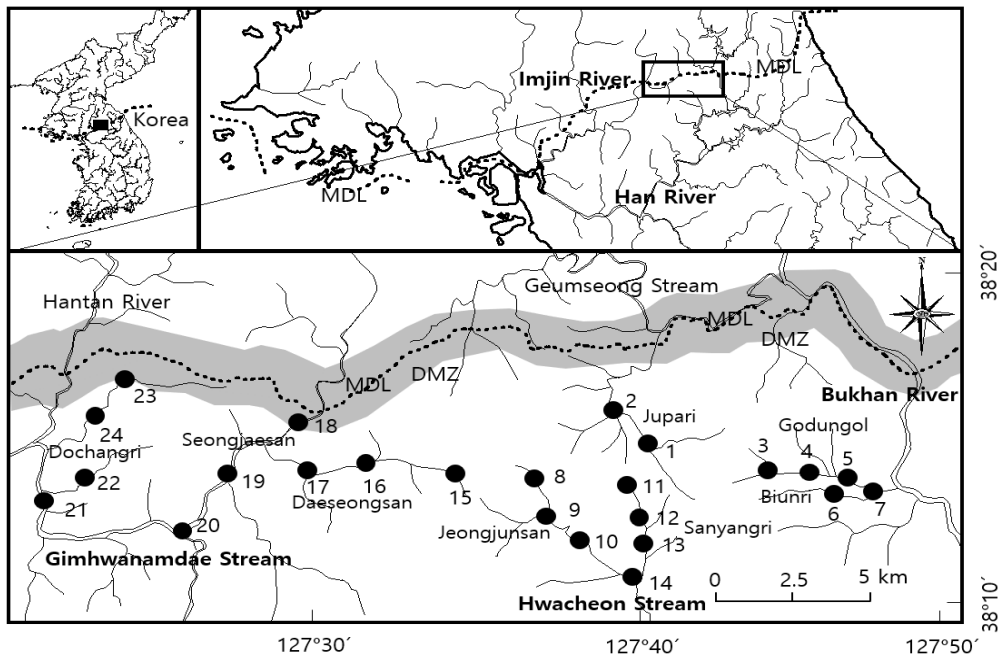 Korea
Imjin River
MDL
MDL
Han River
38°20´
Hantan River
Geumseong Stream
N
MDL
DMZ
MDL
DMZ
Bukhan River
23
2
Jupari
24
18
Godungol
Seongjaesan
1
3
4
5
Dochangri
22
19
17
16
15
8
11
Biunri
6
7
21
Daeseongsan
9
12
Sanyangri
20
Jeongjunsan
10
13
Gimhwanamdae Stream
14
0
2.5
5 km
Hwacheon Stream
38°10´
127°30´
127°40´
127°50´